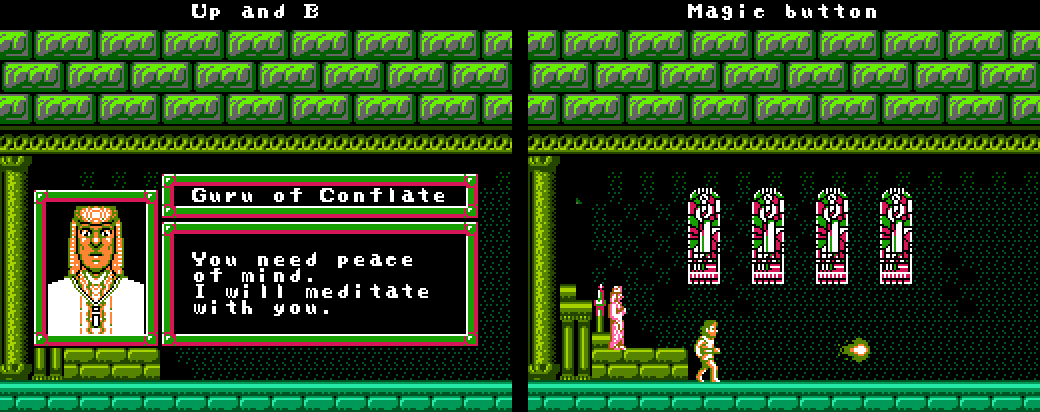 Up and B
Magic button
Guru of Conflate
You need peace
of mind.
I will meditate
with you.